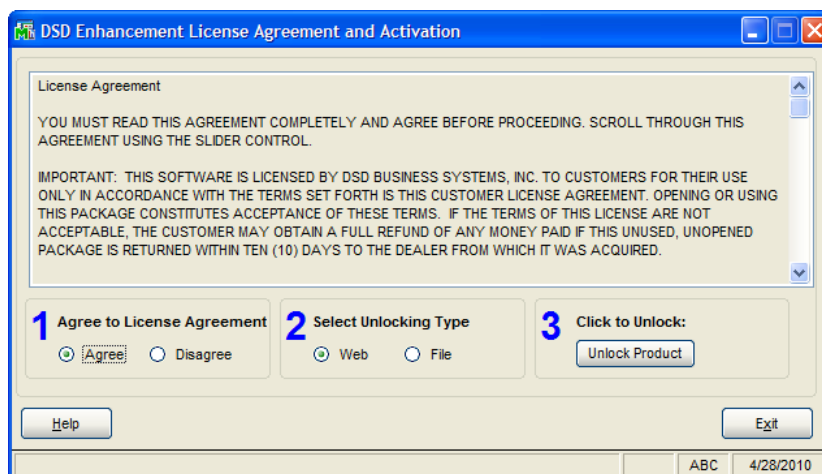 DSD Enhancement License Agreement and Activation
License Agreement
YOU MUST READ THIS AGREEMENT COMPLETELY AND AGREE BEFORE PROCEEDING. SCROLL THROUGH THIS
AGREEMENT USING THE SLIDER CONTROL.
IMPORTANT: THIS SOFTWARE IS LICENSED BY DSD BUSINESS SYSTEMS, INC. TO CUSTOMERS FOR THEIR USE
ONLY IN ACCORDANCE WITH THE TERMS SET FORTH IS THIS CUSTOMER LICENSE AGREEMENT. OPENING OR USING
THIS PACKAGE CONSTITUTES ACCEPTANCE OF THESE TERMS. IF THE TERMS OF THIS LICENSE ARE NOT
ACCEPTABLE, THE CUSTOMER MAY OBTAIN A FULL REFUND OF ANY MONEY PAID IF THIS UNUSED, UNOPENED
PACKAGE IS RETURNED WITHIN TEN (10) DAYS TO THE DEALER FROM WHICH IT WAS ACQUIRED.
1 Agree to License Agreement
Agree Disagree
2 Select Unlocking Type
Web File
3 Click to Unlock:
Unlock Product
Help
Exit
ABC 4/28/2010